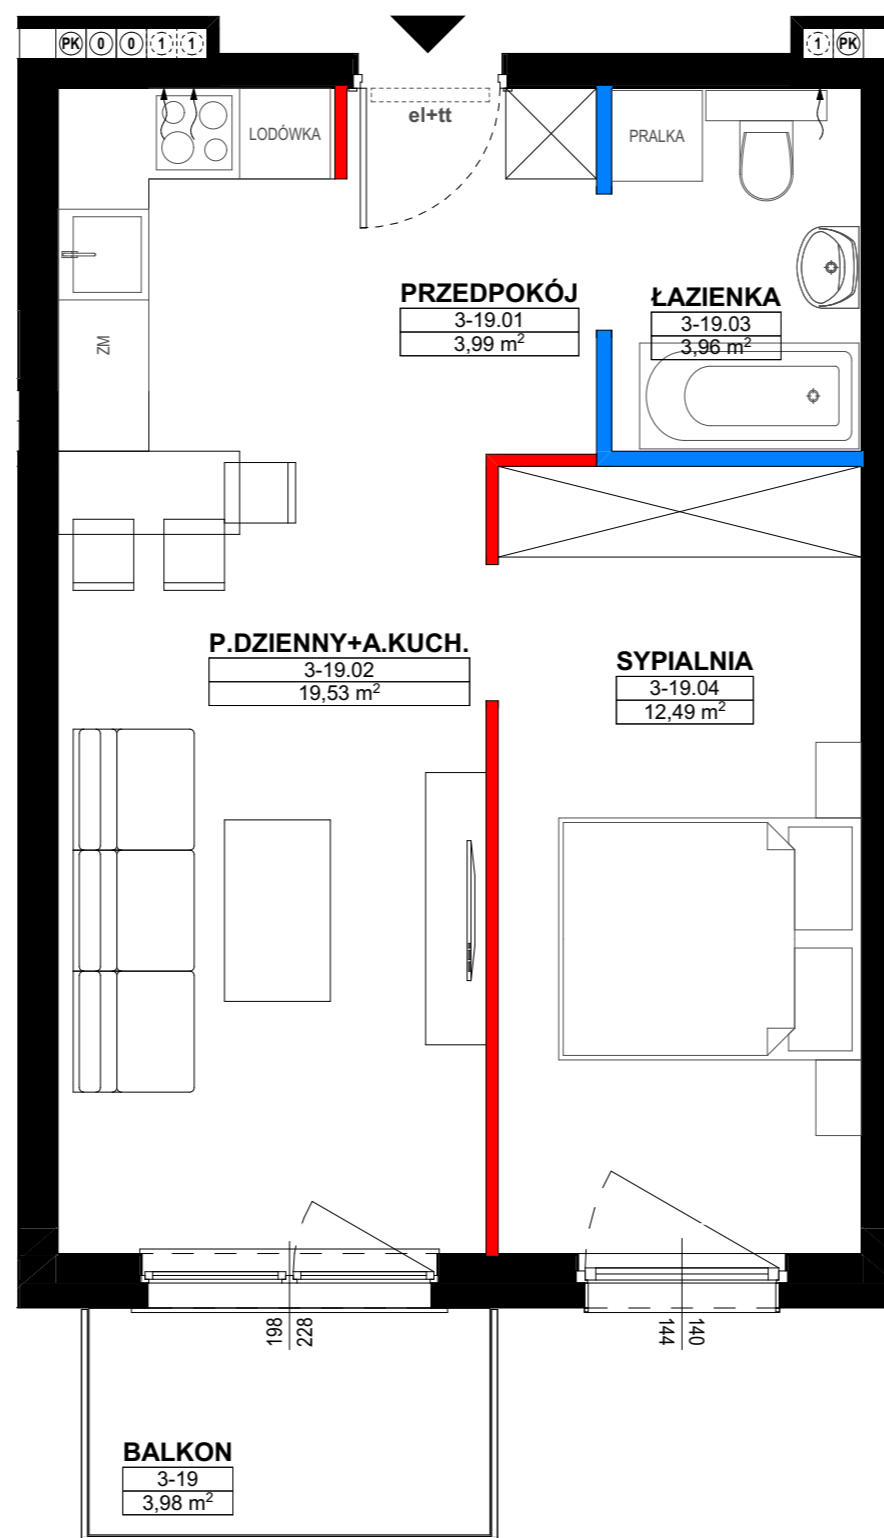 PK 0 0 1 1
1 PK
el+tt
LODÓWKA
PRALKA
PRZEDPOKÓJ
3-19.01
3,99 m²
ŁAZIENKA
3-19.03
3,96 m²
ZM
P.DZIENNY+A.KUCH.
3-19.02
19,53 m²
SYPIALNIA
3-19.04
12,49 m²
198
228
144
140
BALKON
3-19
3,98 m²